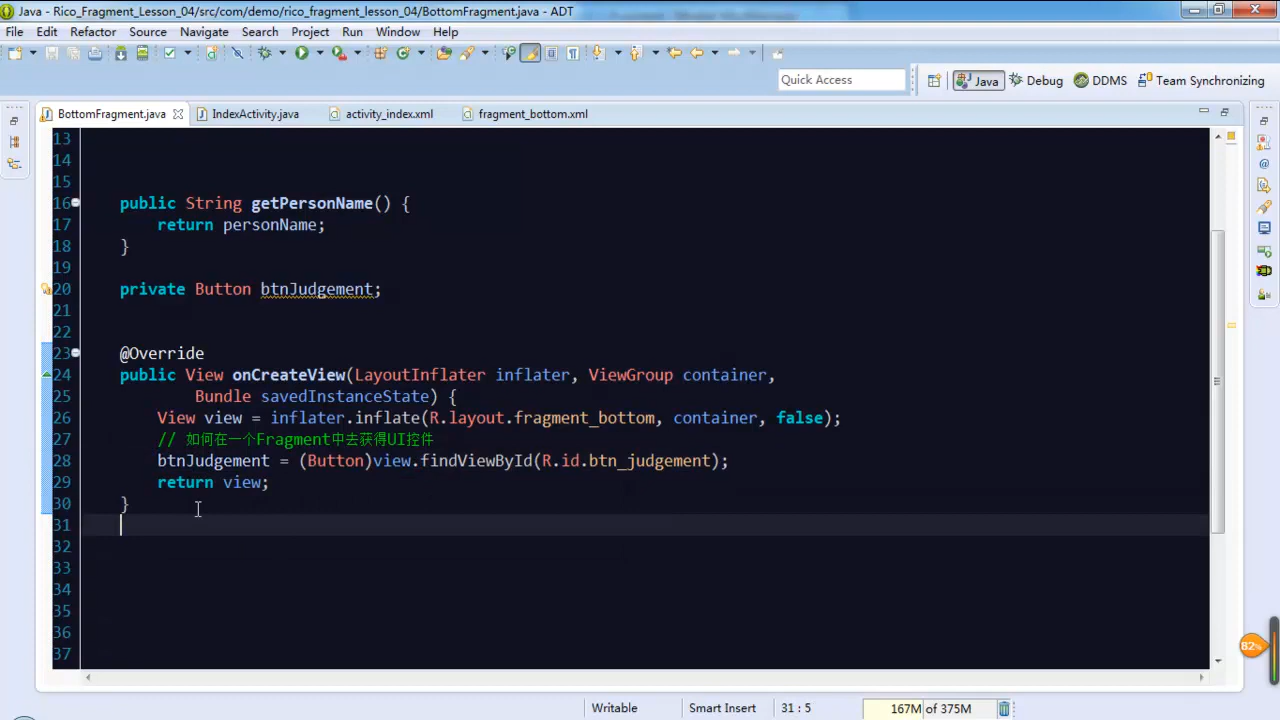 Java - Rico_Fragment_Lesson_04/src/com/demo/rico_fragment_lesson_04/BottomFragment.java - ADT
File Edit Refactor Source Navigate Search Project Run Window Help
Quick Access
Java Debug DDMS Team Synchronizing
BottomFragment.java IndexActivity.java activity_index.xml fragment_bottom.xml
13
14
15
16 public String getPersonName() {
17 return personName;
18 }
19
20 private Button btnJudgement;
21
22
23 @Override
24 public View onCreateView(LayoutInflater inflater, ViewGroup container,
25 Bundle savedInstanceState) {
26 View view = inflater.inflate(R.layout.fragment_bottom, container, false);
27 // 如何在一个Fragment中去获得UI控件
28 btnJudgement = (Button)view.findViewById(R.id.btn_judgement);
29 return view;
30 }
31
32
33
34
35
36
37
82%
Writable Smart Insert 31 : 5 167M of 375M